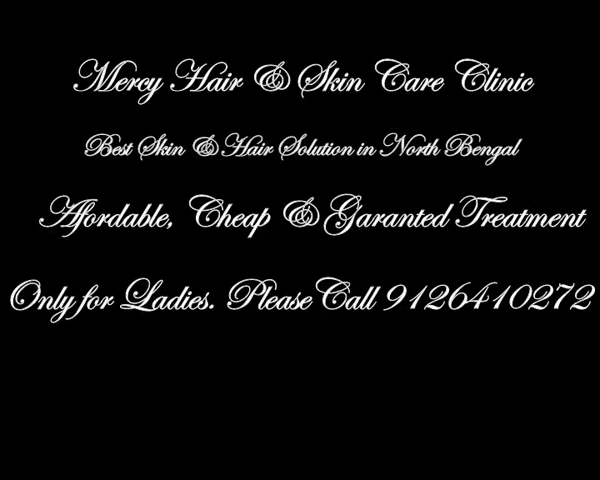 Mercy Hair & Skin Care Clinic
Best Skin & Hair Solution in North Bengal
Affordable, Cheap & Garanted Treatment
Only for Ladies. Please Call 9126410272